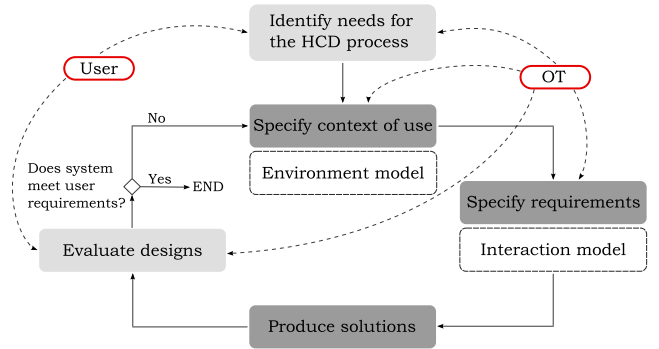 Identify needs for
the HCD process
User
OT
No
Specify context of use
Environment model
Does system
meet user
requirements?
Yes
END
Specify requirements
Interaction model
Evaluate designs
Produce solutions